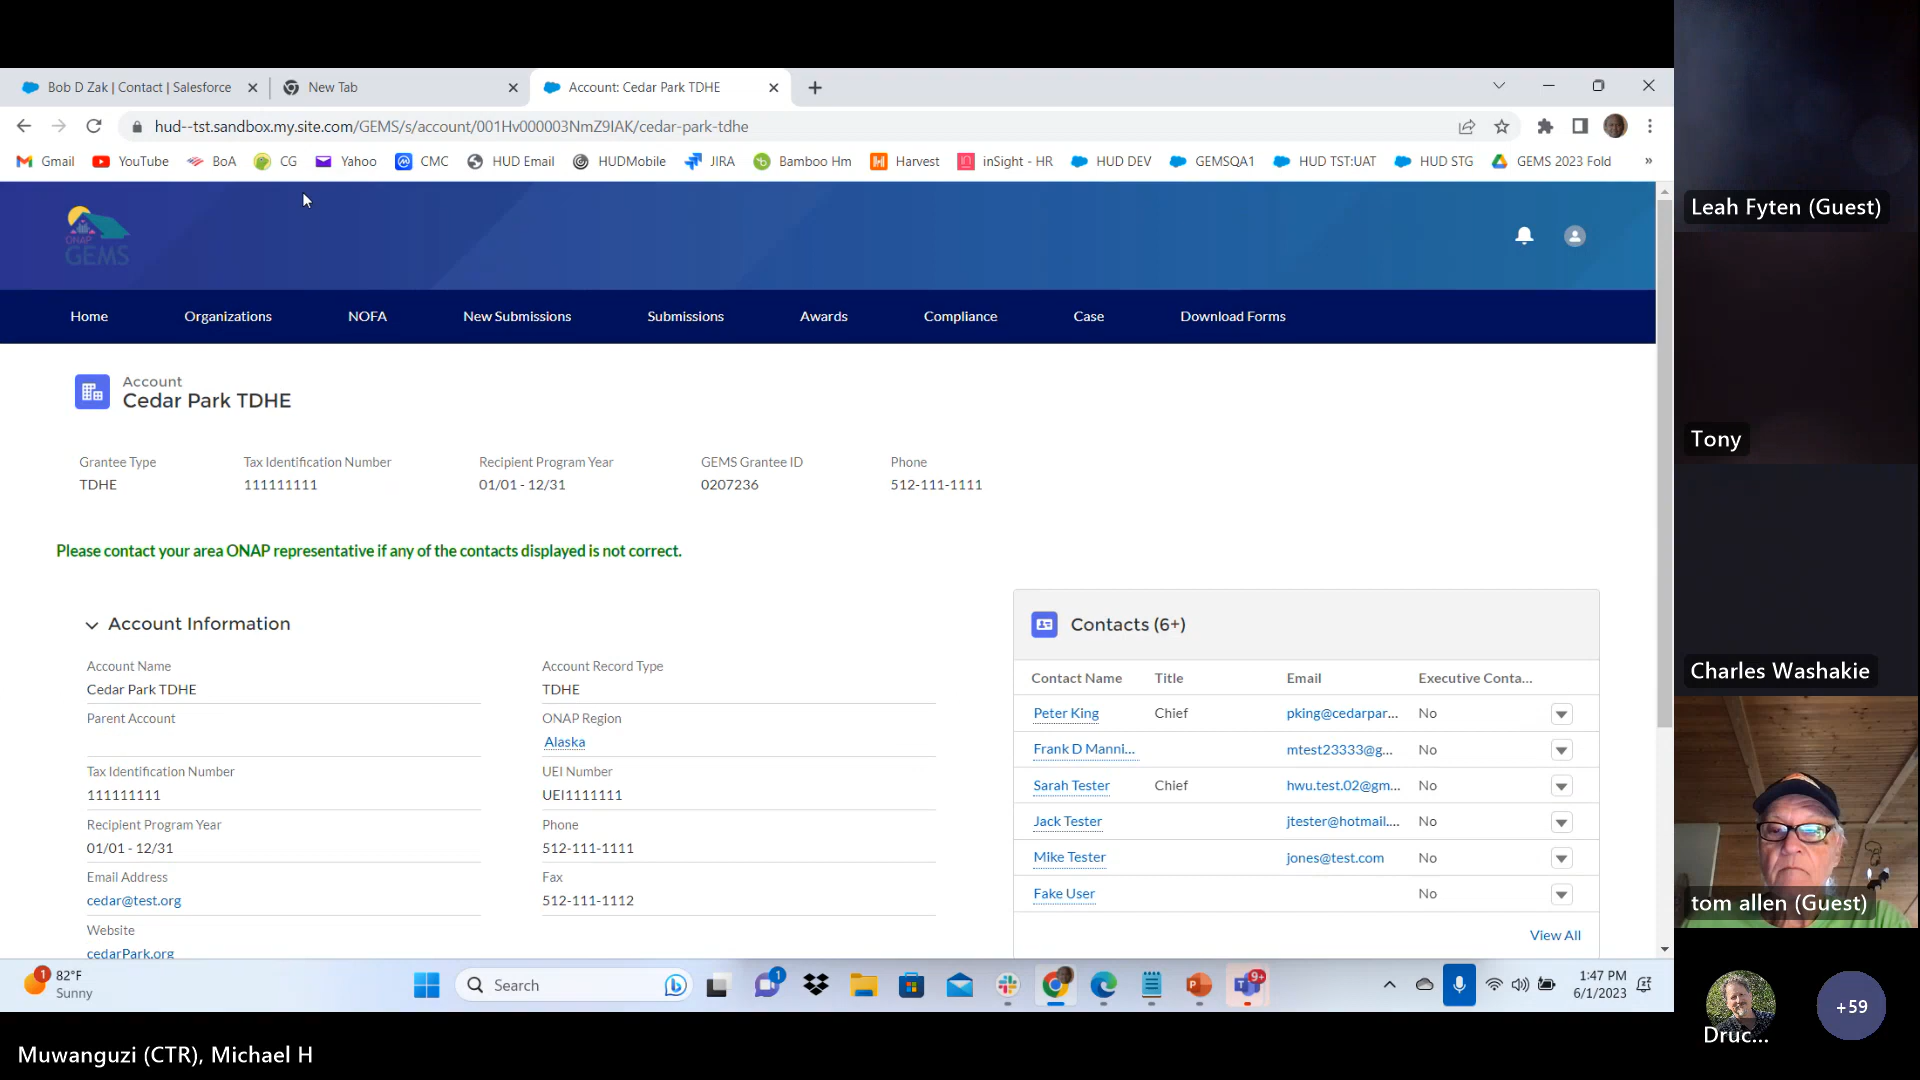 Bob D Zak | Contact | Salesforce
New Tab
Account: Cedar Park TDHE
hud--tst.sandbox.my.site.com/GEMS/s/account/001Hv000003NmZ9IAK/cedar-park-tdhe
Gmail YouTube BoA CG Yahoo CMC HUD Email HUDMobile JIRA Bamboo Hm Harvest inSight - HR HUD DEV GEMSQA1 HUD TST:UAT HUD STG GEMS 2023 Fold »
ONAP
GEMS
Home Organizations NOFA New Submissions Submissions Awards Compliance Case Download Forms
Account
Cedar Park TDHE
Grantee Type Tax Identification Number Recipient Program Year GEMS Grantee ID Phone
TDHE 111111111 01/01 - 12/31 0207236 512-111-1111
Please contact your area ONAP representative if any of the contacts displayed is not correct.
Account Information
Account Name
Cedar Park TDHE
Parent Account
Tax Identification Number
111111111
Recipient Program Year
01/01 - 12/31
Email Address
cedar@test.org
Website
cedarPark.org
Account Record Type
TDHE
ONAP Region
Alaska
UEI Number
UEI1111111
Phone
512-111-1111
Fax
512-111-1112
Contacts (6+)
Contact Name Title Email Executive Conta...
Peter King Chief pking@cedarpar... No
Frank D Manni... mtest23333@g... No
Sarah Tester Chief hwu.test.02@gm... No
Jack Tester jtester@hotmail.... No
Mike Tester jones@test.com No
Fake User No
View All
1
82°F
Sunny
Search
1
9+
1:47 PM
6/1/2023
Leah Fyten (Guest)
Tony
Charles Washakie
tom allen (Guest)
Druc...
+59
Muwanguzi (CTR), Michael H